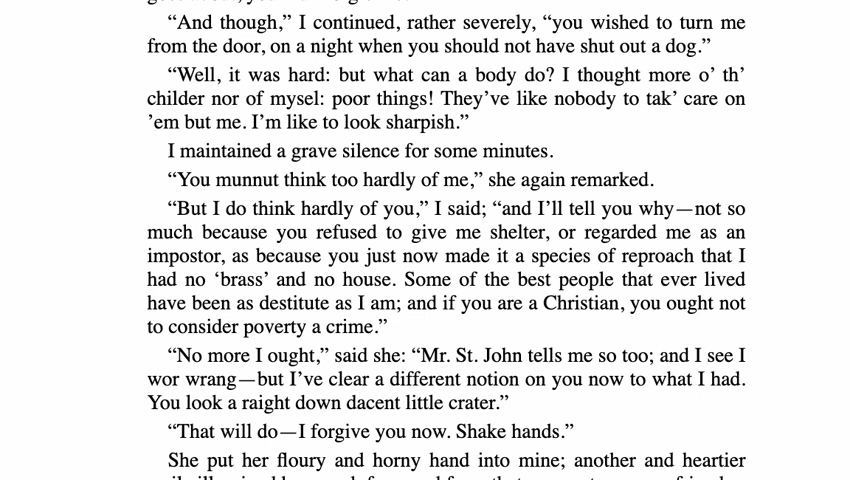 “And though,” I continued, rather severely, “you wished to turn me
from the door, on a night when you should not have shut out a dog.”
“Well, it was hard: but what can a body do? I thought more o’ th’
childer nor of mysel: poor things! They’ve like nobody to tak’ care on
’em but me. I’m like to look sharpish.”
I maintained a grave silence for some minutes.
“You munnut think too hardly of me,” she again remarked.
“But I do think hardly of you,” I said; “and I’ll tell you why—not so
much because you refused to give me shelter, or regarded me as an
impostor, as because you just now made it a species of reproach that I
had no ‘brass’ and no house. Some of the best people that ever lived
have been as destitute as I am; and if you are a Christian, you ought not
to consider poverty a crime.”
“No more I ought,” said she: “Mr. St. John tells me so too; and I see I
wor wrang—but I’ve clear a different notion on you now to what I had.
You look a raight down dacent little crater.”
“That will do—I forgive you now. Shake hands.”
She put her floury and horny hand into mine; another and heartier